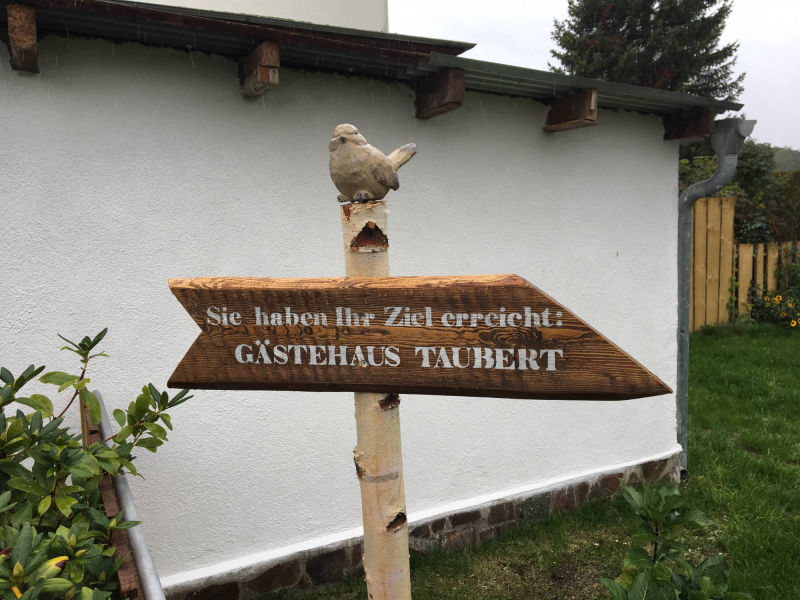 Sie haben Ihr Ziel erreicht:
GÄSTEHAUS TAUBERT